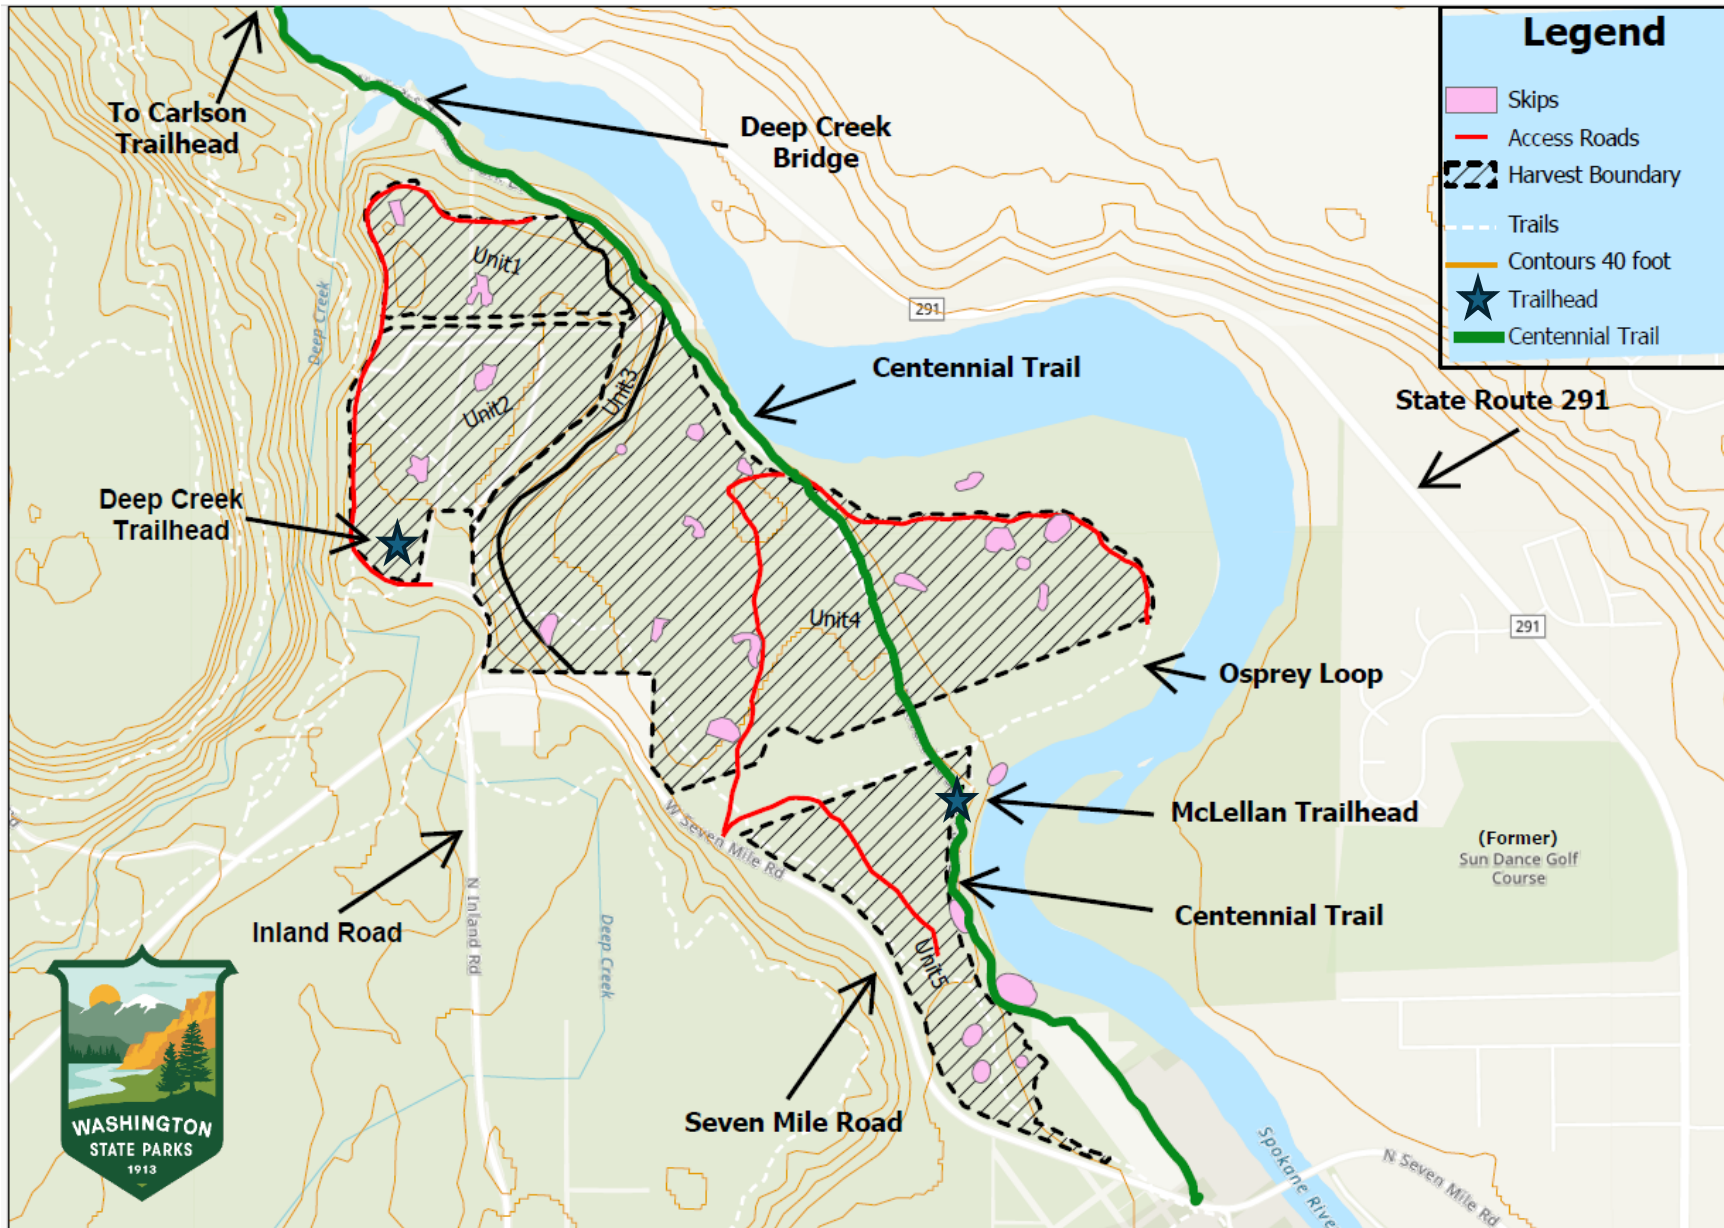 Legend
Skips
Access Roads
Harvest Boundary
Trails
Contours 40 foot
Trailhead
Centennial Trail
To Carlson
Trailhead
Deep Creek
Bridge
Unit1
291
Deep Creek
Centennial Trail
Unit3
Unit2
State Route 291
Deep Creek
Trailhead
Unit4
291
Osprey Loop
McLellan Trailhead
W Seven Mile Rd
(Former)
Sun Dance Golf
Course
Inland Road
N Inland Rd
Deep Creek
Centennial Trail
Unit5
Seven Mile Road
WASHINGTON
STATE PARKS
1913
Spokane River
N Seven Mile Rd